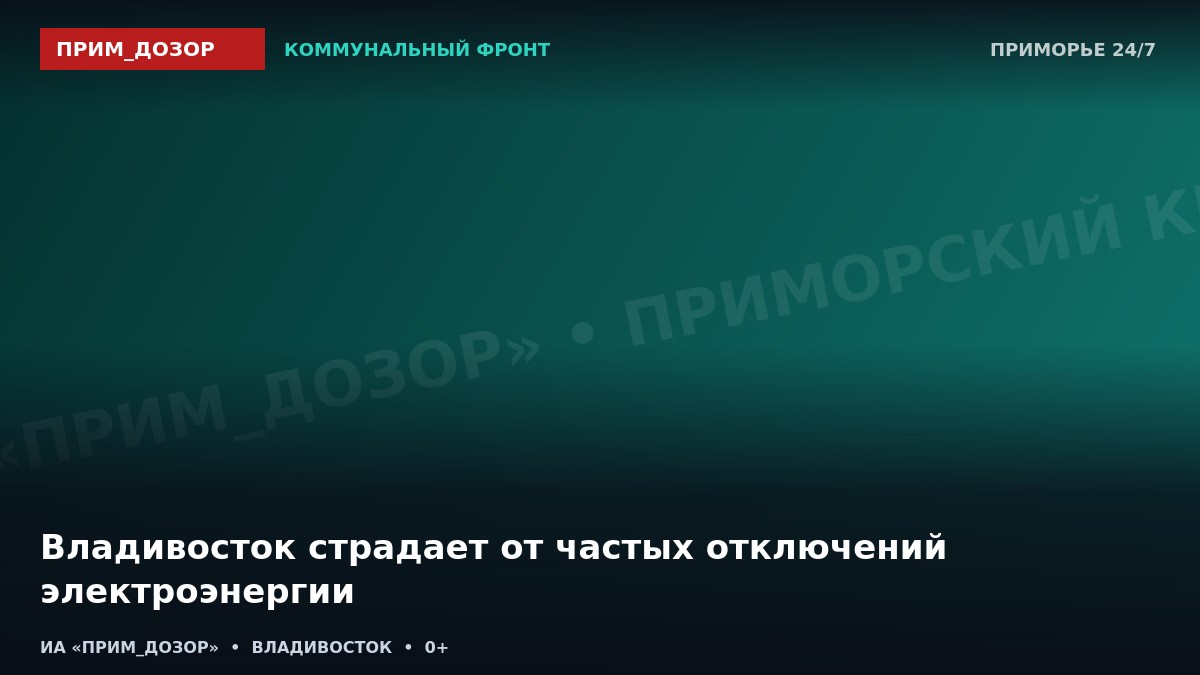 ПРИМ_ДОЗОР
КОММУНАЛЬНЫЙ ФРОНТ
ПРИМОРЬЕ 24/7
«ПРИМ_ДОЗОР» • ПРИМОРСКИЙ
Владивосток страдает от частых отключений
электроэнергии
ИА «ПРИМ_ДОЗОР» • ВЛАДИВОСТОК • 0+